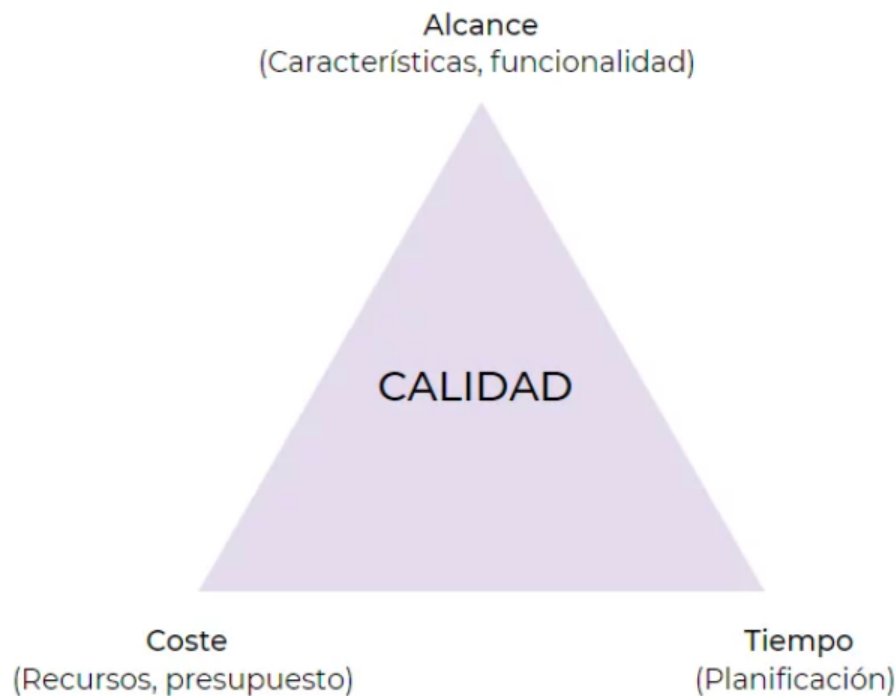 Alcance
(Características, funcionalidad)
CALIDAD
Coste
(Recursos, presupuesto)
Tiempo
(Planificación)